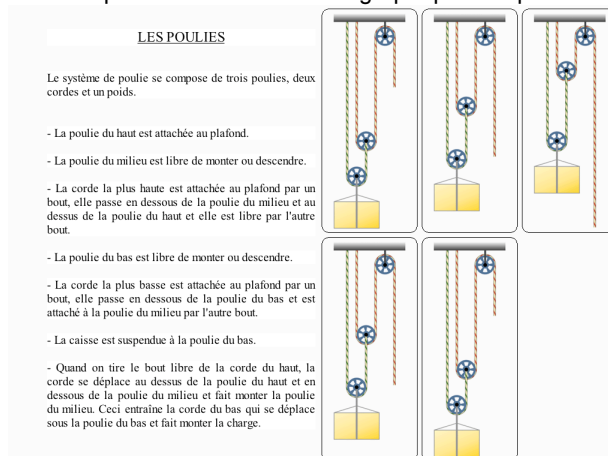 LES POULIES
Le système de poulie se compose de trois poulies, deux
cordes et un poids.
- La poulie du haut est attachée au plafond.
- La poulie du milieu est libre de monter ou descendre.
- La corde la plus haute est attachée au plafond par un
bout, elle passe en dessous de la poulie du milieu et au
dessus de la poulie du haut et elle est libre par l'autre
bout.
- La poulie du bas est libre de monter ou descendre.
- La corde la plus basse est attachée au plafond par un
bout, elle passe en dessous de la poulie du bas et est
attaché à la poulie du milieu par l'autre bout.
- La caisse est suspendue à la poulie du bas.
- Quand on tire le bout libre de la corde du haut, la
corde se déplace au dessus de la poulie du haut et en
dessous de la poulie du milieu et fait monter la poulie
du milieu. Ceci entraîne la corde du bas qui se déplace
sous la poulie du bas et fait monter la charge.